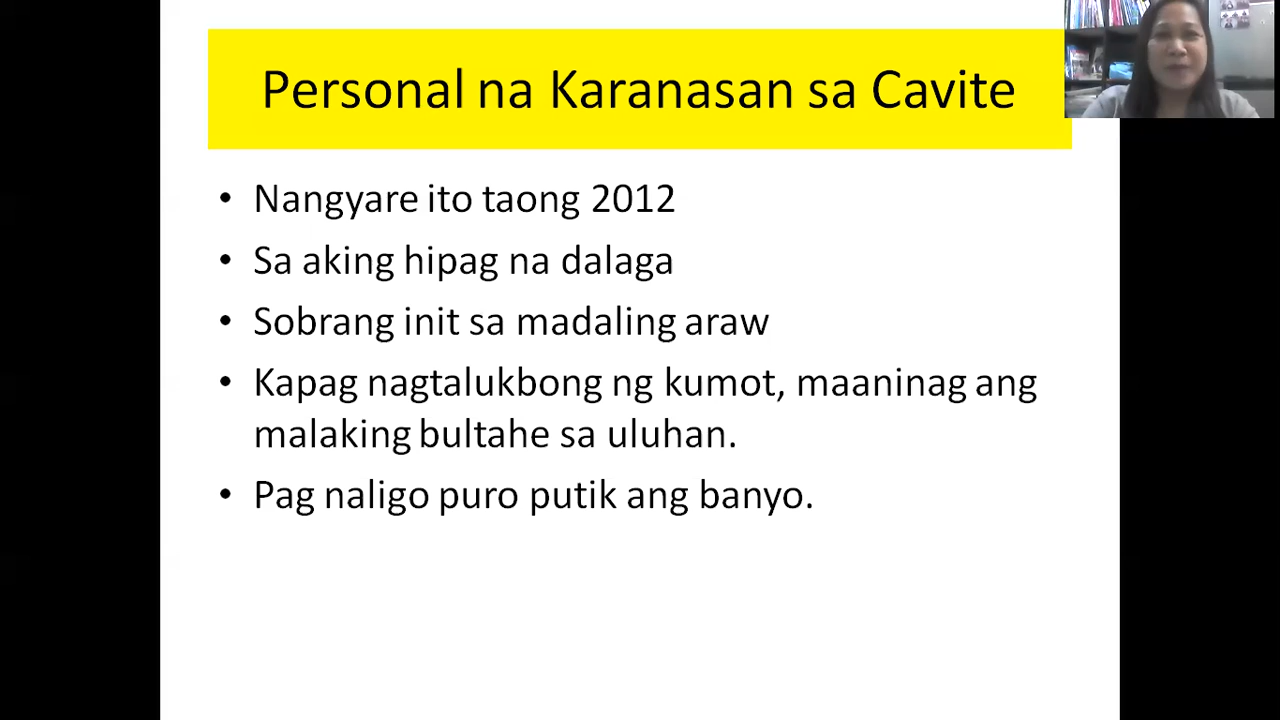 Personal na Karanasan sa Cavite
• Nangyare ito taong 2012
• Sa aking hipag na dalaga
• Sobrang init sa madaling araw
• Kapag nagtalukbong ng kumot, maaninag ang
malaking bultahe sa uluhan.
• Pag naligo puro putik ang banyo.